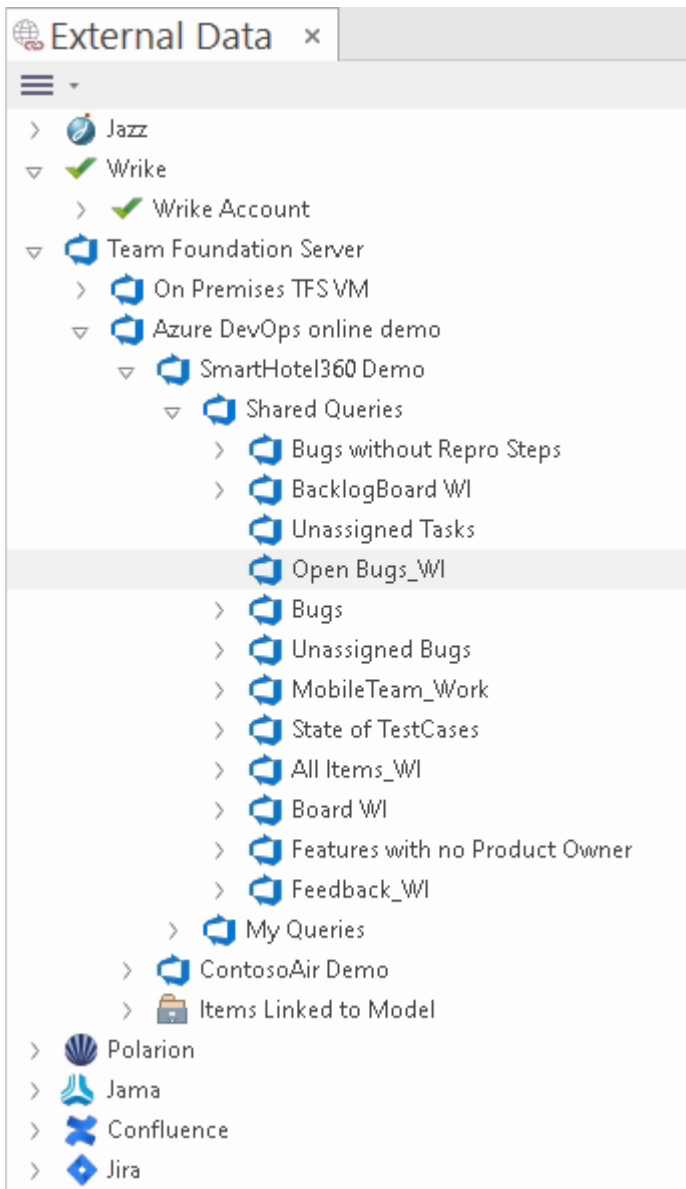 External Data
Jazz
Wrike
Wrike Account
Team Foundation Server
On Premises TFS VM
Azure DevOps online demo
SmartHotel360 Demo
Shared Queries
Bugs without Repro Steps
BacklogBoard WI
Unassigned Tasks
Open Bugs_WI
Bugs
Unassigned Bugs
MobileTeam_Work
State of TestCases
All Items_WI
Board WI
Features with no Product Owner
Feedback_WI
My Queries
ContosoAir Demo
Items Linked to Model
Polarion
Jama
Confluence
Jira